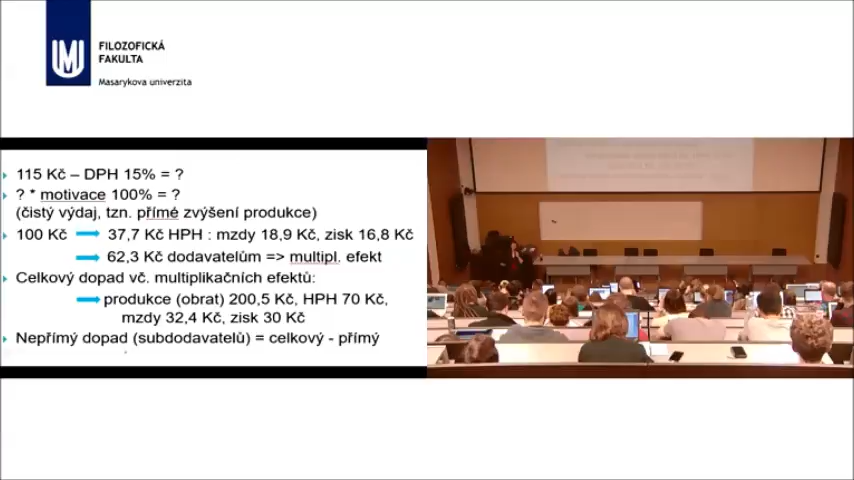 FILOZOFICKÁ
FAKULTA
Masarykova univerzita
115 Kč – DPH 15% = ?
? * motivace 100% = ?
(čistý výdaj, tzn. přímé zvýšení produkce)
100 Kč 37,7 Kč HPH : mzdy 18,9 Kč, zisk 16,8 Kč
62,3 Kč dodavatelům => multipl. efekt
Celkový dopad vč. multiplikačních efektů:
produkce (obrat) 200,5 Kč, HPH 70 Kč,
mzdy 32,4 Kč, zisk 30 Kč
Nepřímý dopad (subdodavatelů) = celkový - přímý